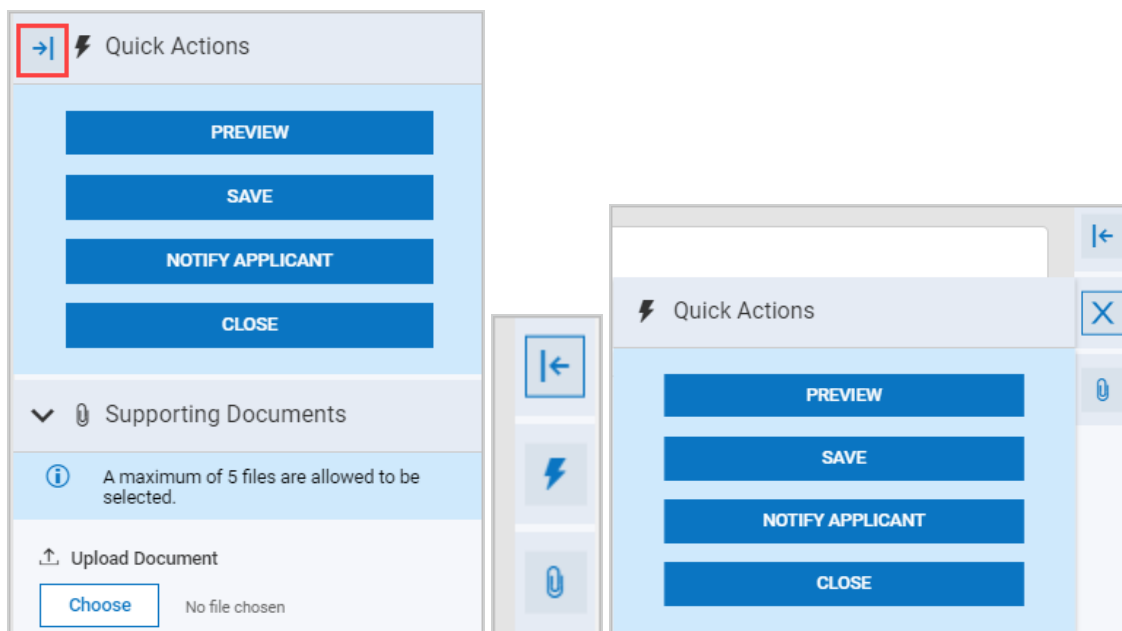 Quick Actions
PREVIEW
SAVE
NOTIFY APPLICANT
CLOSE
Supporting Documents
A maximum of 5 files are allowed to be
selected.
Upload Document
Choose
No file chosen
Quick Actions
PREVIEW
SAVE
NOTIFY APPLICANT
CLOSE